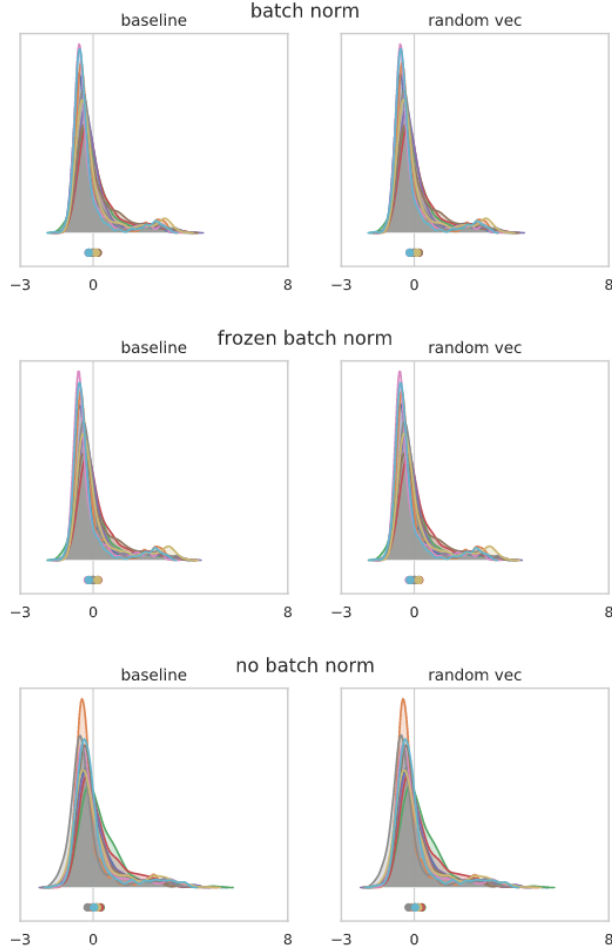 batch norm
baseline random vec
−3 0 8 −3 0 8
frozen batch norm
baseline random vec
−3 0 8 −3 0 8
no batch norm
baseline random vec
−3 0 8 −3 0 8